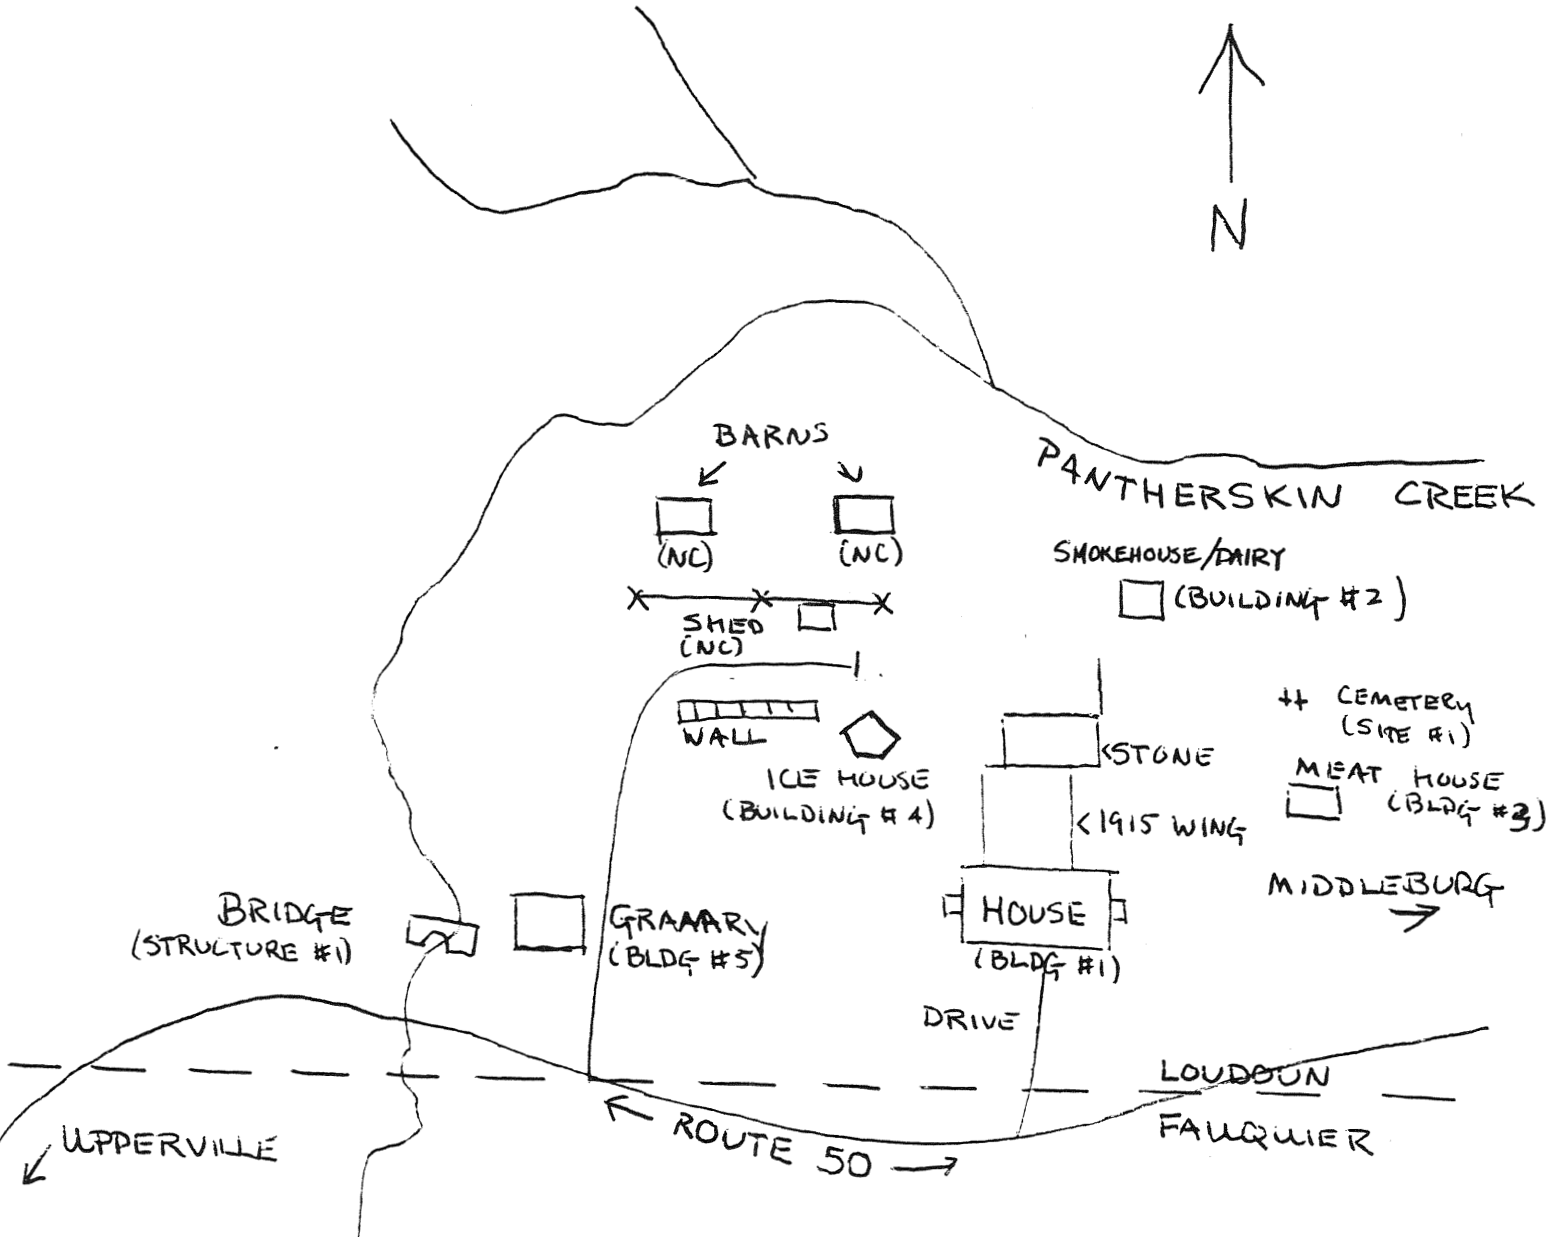 N
BARNS
PANTHERSKIN CREEK
(NC)
(NC)
SMOKEHOUSE/DAIRY
(BUILDING #2)
SHED
(NC)
CEMETERY
(SITE #1)
WALL
<STONE
MEAT HOUSE
(BLDG #3)
ICE HOUSE
(BUILDING #4)
<1915 WING
MIDDLEBURG
BRIDGE
(STRUCTURE #1)
GRAAARY
(BLDG #5)
HOUSE
(BLDG #1)
DRIVE
LOUDOUN
FAUQUIER
ROUTE 50
UPPERVILLE